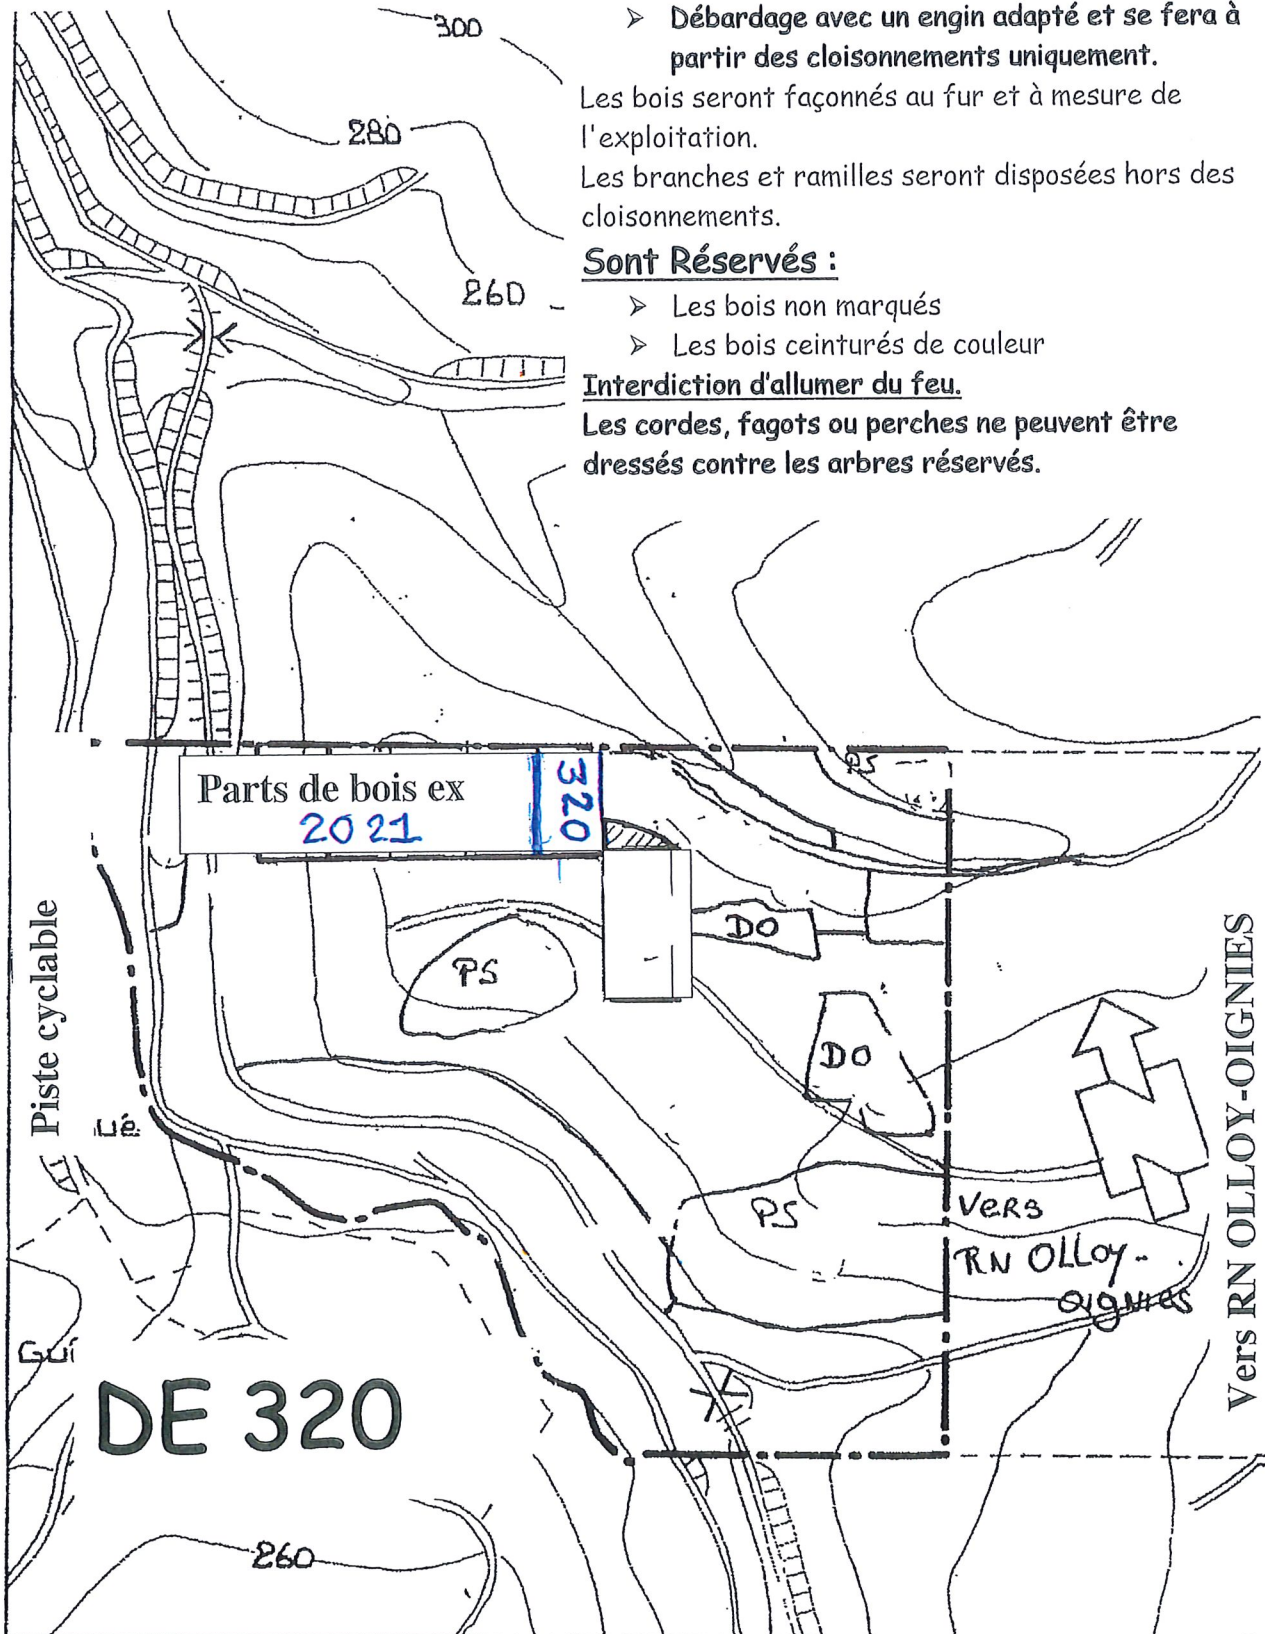 300
➢ Débardage avec un engin adapté et se fera à
partir des cloisonnements uniquement.
Les bois seront façonnés au fur et à mesure de
l'exploitation.
280
Les branches et ramilles seront disposées hors des
cloisonnements.
Sont Réservés :
260
➢ Les bois non marqués
➢ Les bois ceinturés de couleur
Interdiction d'allumer du feu.
Les cordes, fagots ou perches ne peuvent être
dressés contre les arbres réservés.
PS
Parts de bois ex
2021
320
DO
PS
Piste cyclable
DO
ué
PS
Vers
RN OLLOY-
OIGNIES
Vers RN OLLOY-OIGNIES
N
Gui
DE 320
260